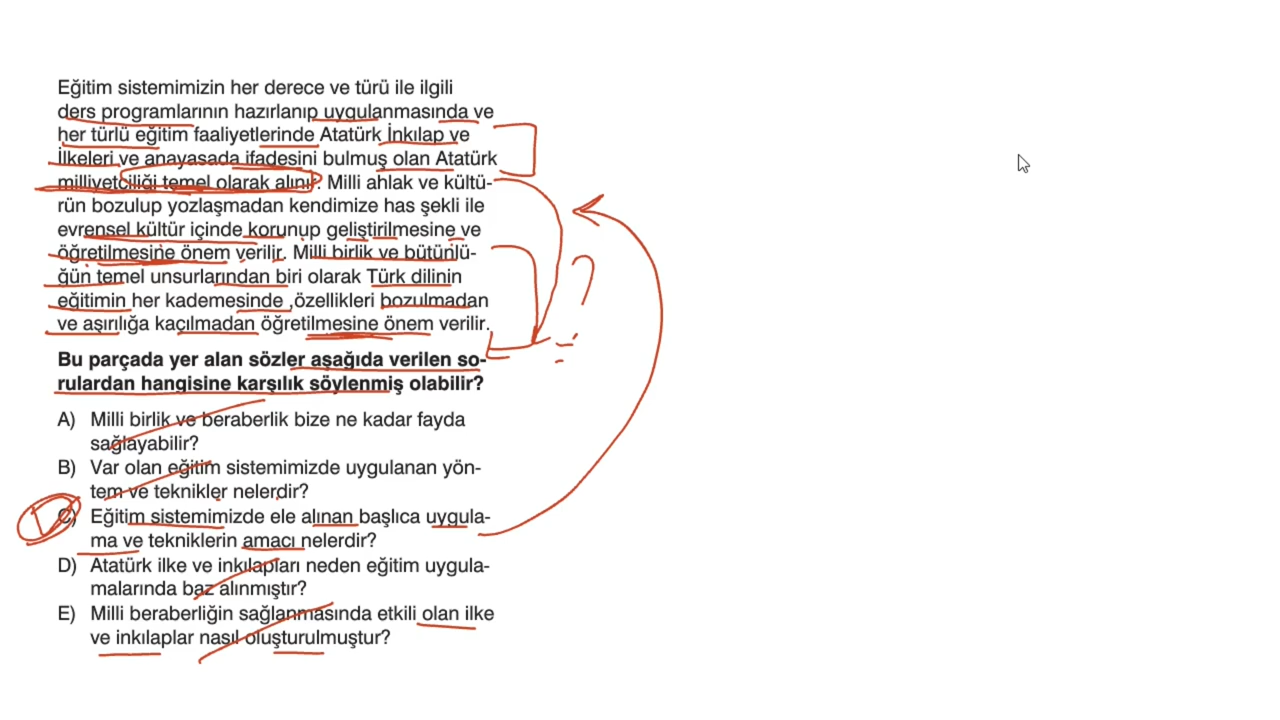 Eğitim sistemimizin her derece ve türü ile ilgili
ders programlarının hazırlanıp uygulanmasında ve
her türlü eğitim faaliyetlerinde Atatürk İnkılap ve
İlkeleri ve anayasada ifadesini bulmuş olan Atatürk
milliyetçiliği temel olarak alınır. Milli ahlak ve kültü-
rün bozulup yozlaşmadan kendimize has şekli ile
evrensel kültür içinde korunup geliştirilmesine ve
öğretilmesine önem verilir. Milli birlik ve bütünlü-
ğün temel unsurlarından biri olarak Türk dilinin
eğitimin her kademesinde ,özellikleri bozulmadan
ve aşırılığa kaçılmadan öğretilmesine önem verilir.
Bu parçada yer alan sözler aşağıda verilen so-
rulardan hangisine karşılık söylenmiş olabilir?
A) Milli birlik ve beraberlik bize ne kadar fayda
sağlayabilir?
B) Var olan eğitim sistemimizde uygulanan yön-
tem ve teknikler nelerdir?
C) Eğitim sistemimizde ele alınan başlıca uygula-
ma ve tekniklerin amacı nelerdir?
D) Atatürk ilke ve inkılapları neden eğitim uygula-
malarında baz alınmıştır?
E) Milli beraberliğin sağlanmasında etkili olan ilke
ve inkılaplar nasıl oluşturulmuştur?
?